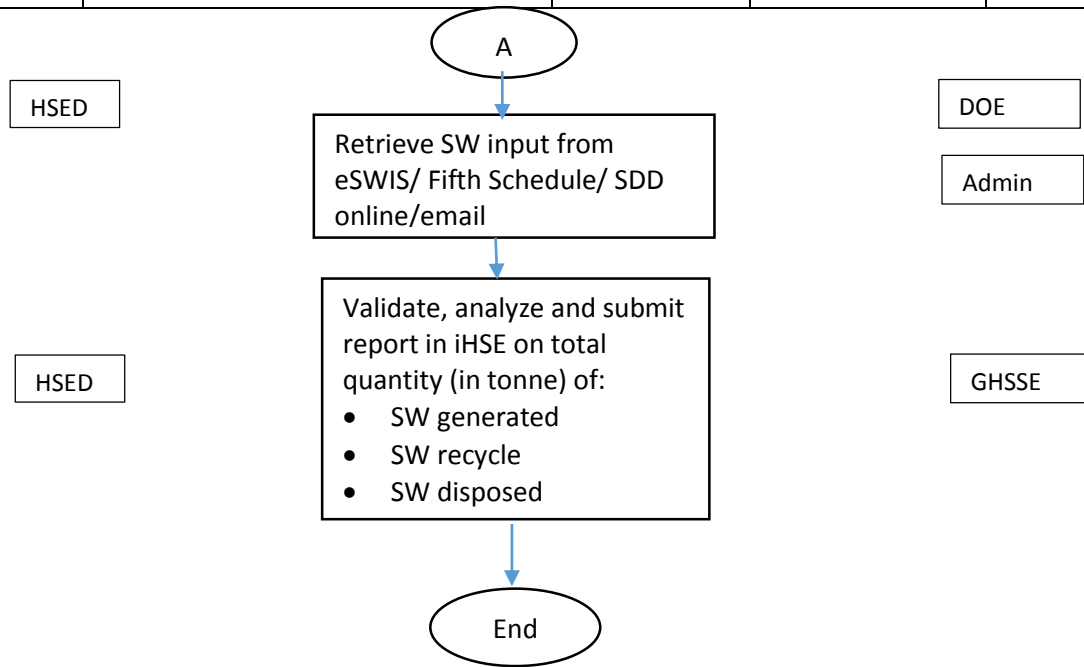 A
HSED
DOE
Retrieve SW input from
eSWIS/ Fifth Schedule/ SDD
online/email
Admin
Validate, analyze and submit
report in iHSE on total
quantity (in tonne) of:
• SW generated
• SW recycle
• SW disposed
HSED
GHSSE
End